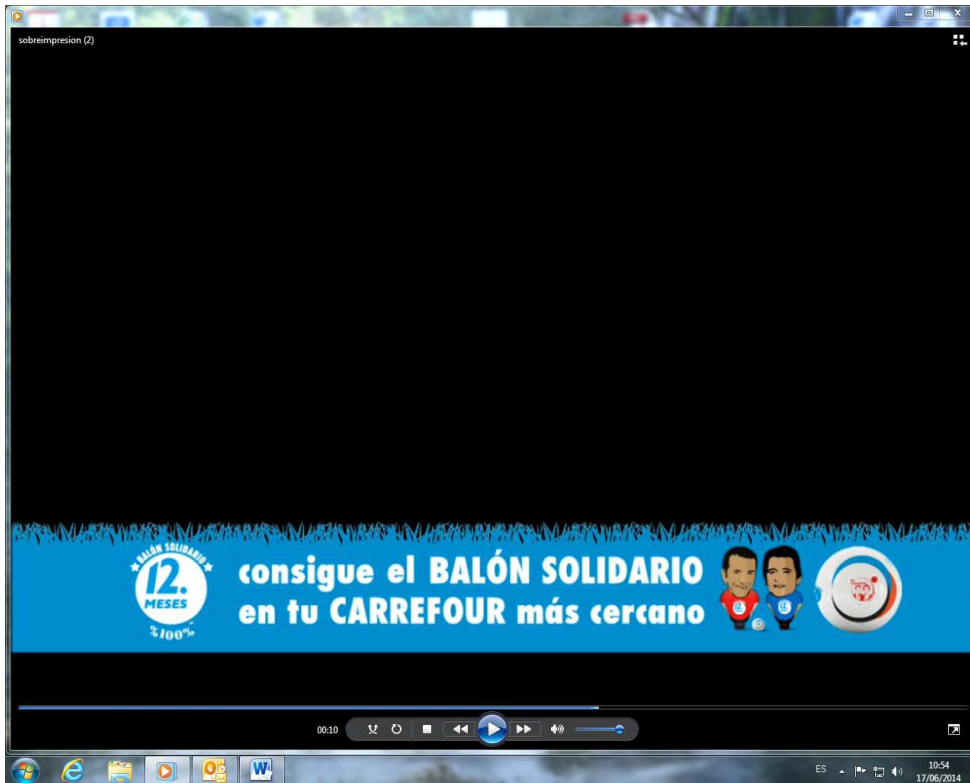 sobreimpresion (2)
BALÓN SOLIDARIO
12.
MESES
%100%
consigue el BALÓN SOLIDARIO
en tu CARREFOUR más cercano
00:10
ES
10:54
17/06/2014